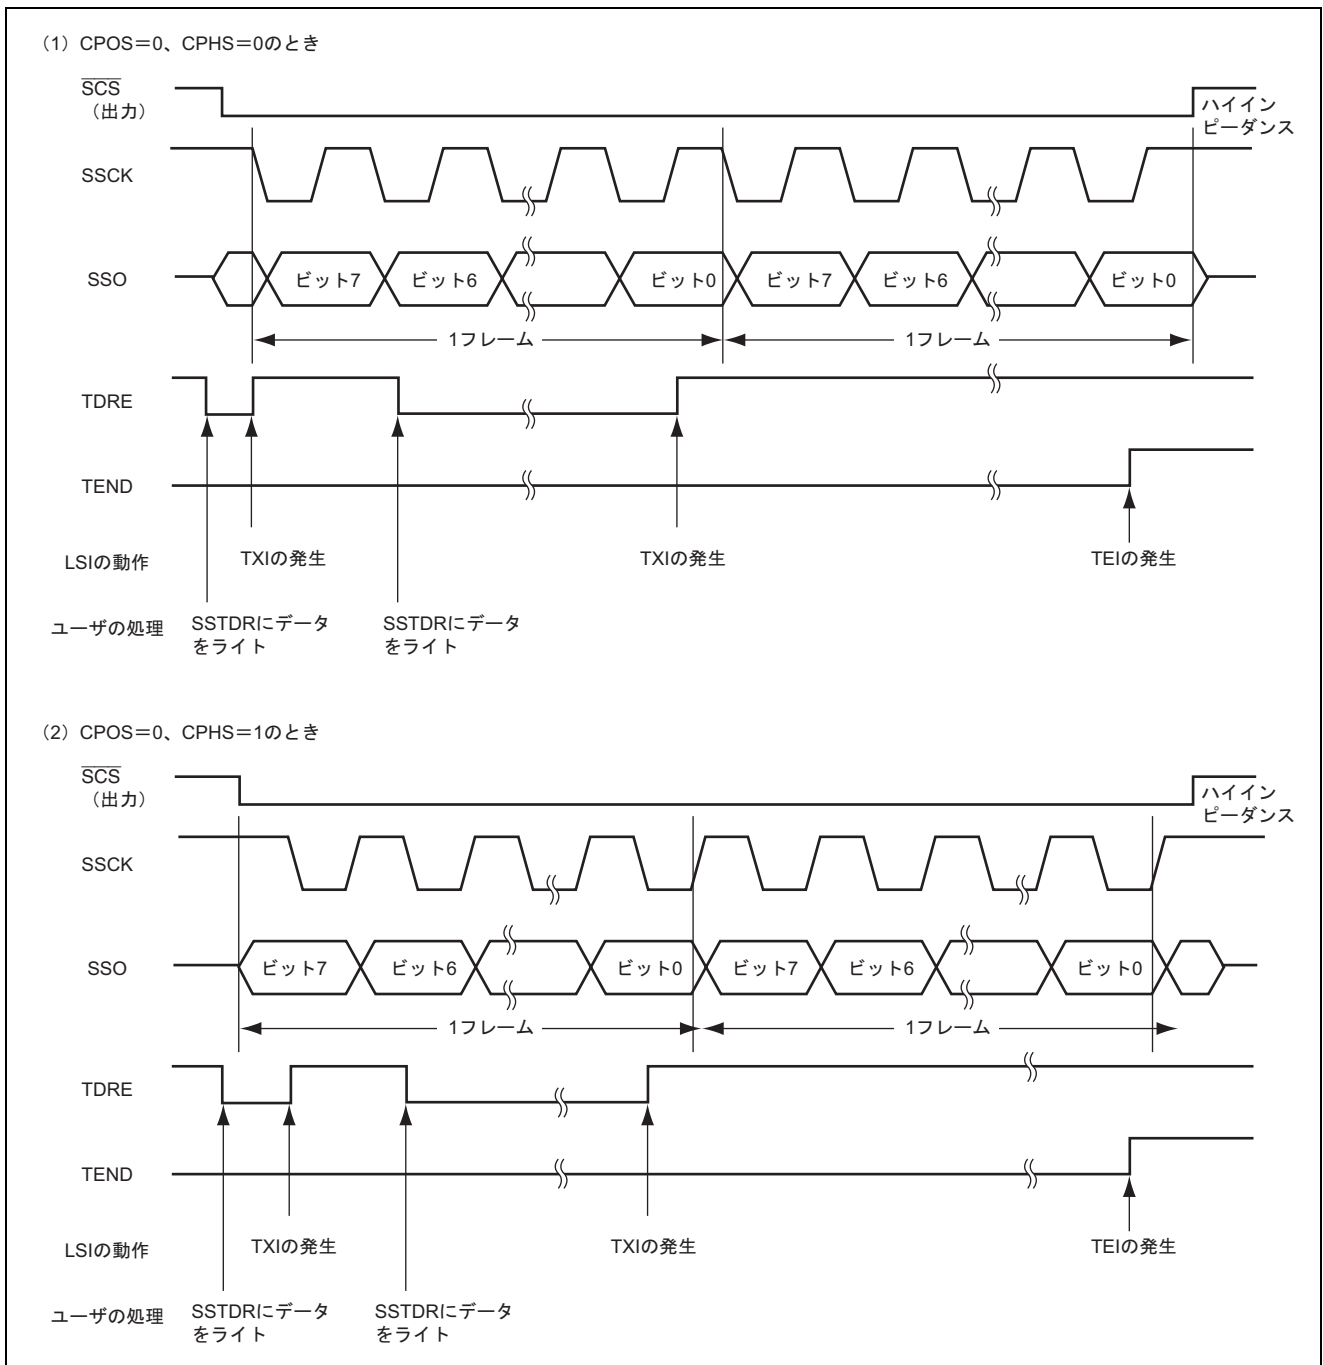 （1）CPOS＝0、CPHS＝0のとき
SCS
（出力）
ハイイン
ピーダンス
SSCK
SSO
ビット7
ビット6
ビット0
ビット7
ビット6
ビット0
1フレーム
1フレーム
TDRE
TEND
LSIの動作
TXIの発生
TXIの発生
TEIの発生
ユーザの処理
SSTDRにデータ
をライト
SSTDRにデータ
をライト
（2）CPOS＝0、CPHS＝1のとき
SCS
（出力）
ハイイン
ピーダンス
SSCK
SSO
ビット7
ビット6
ビット0
ビット7
ビット6
ビット0
1フレーム
1フレーム
TDRE
TEND
LSIの動作
TXIの発生
TXIの発生
TEIの発生
ユーザの処理
SSTDRにデータ
をライト
SSTDRにデータ
をライト